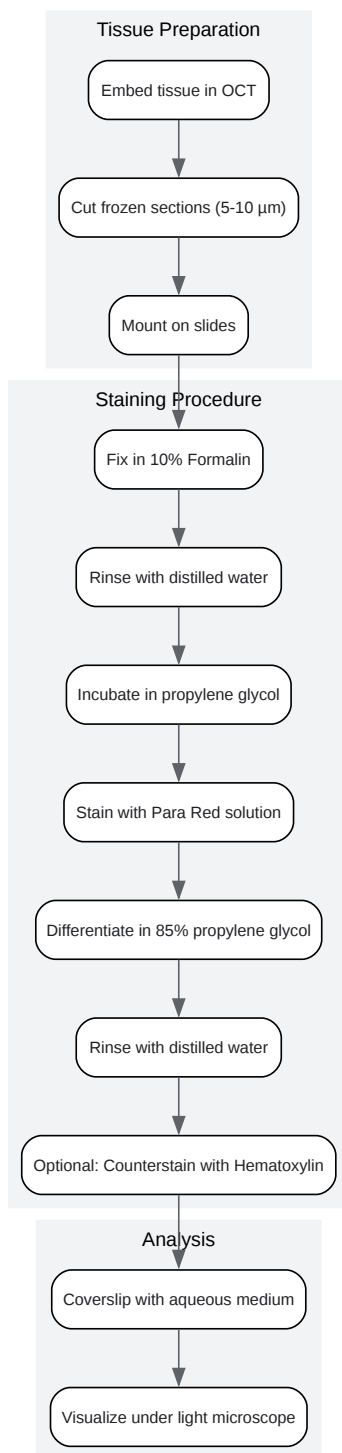 Tissue Preparation
Embed tissue in OCT
Cut frozen sections (5-10 µm)
Mount on slides
Staining Procedure
Fix in 10% Formalin
Rinse with distilled water
Incubate in propylene glycol
Stain with Para Red solution
Differentiate in 85% propylene glycol
Rinse with distilled water
Optional: Counterstain with Hematoxylin
Analysis
Coverslip with aqueous medium
Visualize under light microscope